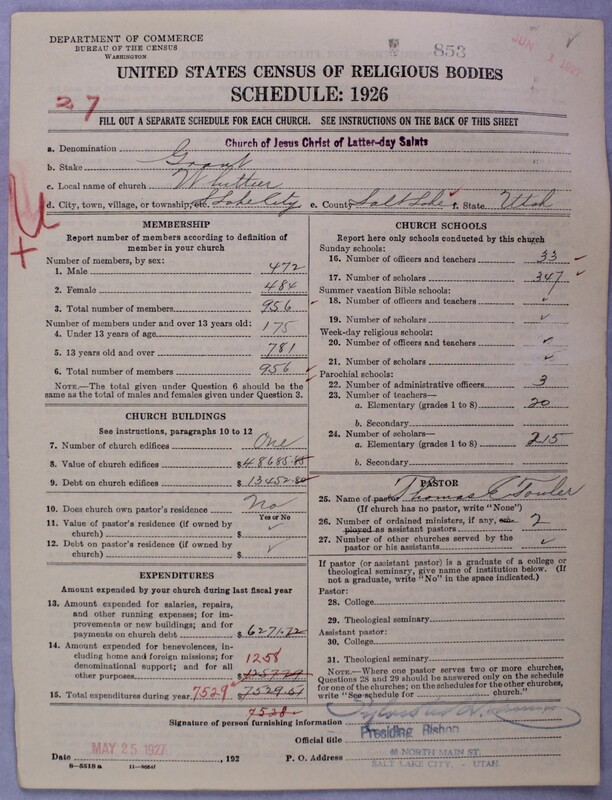 DEPARTMENT OF COMMERCE
BUREAU OF THE CENSUS
WASHINGTON
853
JUN 1 1927
UNITED STATES CENSUS OF RELIGIOUS BODIES
SCHEDULE: 1926
27
FILL OUT A SEPARATE SCHEDULE FOR EACH CHURCH. SEE INSTRUCTIONS ON THE BACK OF THIS SHEET
a. Denomination Church of Jesus Christ of Latter-day Saints
b. Stake Grant
c. Local name of church Whittier
d. City, town, village, or township, etc. S Lake City e. County Salt Lake f. State Utah
MEMBERSHIP
Report number of members according to definition of
member in your church
Number of members, by sex:
1. Male 472
2. Female 484
3. Total number of members 956
Number of members under and over 13 years old:
4. Under 13 years of age 175
5. 13 years old and over 781
6. Total number of members 956
NOTE.—The total given under Question 6 should be the
same as the total of males and females given under Question 3.
CHURCH BUILDINGS
See instructions, paragraphs 10 to 12
7. Number of church edifices One
8. Value of church edifices $48685.85
9. Debt on church edifices $13452.80
10. Does church own pastor's residence No
Yes or No
11. Value of pastor's residence (if owned by
church) $
12. Debt on pastor's residence (if owned by
church) $
EXPENDITURES
Amount expended by your church during last fiscal year
13. Amount expended for salaries, repairs,
and other running expenses; for im-
provements or new buildings; and for
payments on church debt $6271.72
14. Amount expended for benevolences, in-
cluding home and foreign missions; for
denominational support; and for all
other purposes 1258
1257.79
15. Total expenditures during year 7529 $7529.51
7528
CHURCH SCHOOLS
Report here only schools conducted by this church
Sunday schools:
16. Number of officers and teachers 33
17. Number of scholars 347
Summer vacation Bible schools:
18. Number of officers and teachers
19. Number of scholars
Week-day religious schools:
20. Number of officers and teachers
21. Number of scholars
Parochial schools:
22. Number of administrative officers 3
23. Number of teachers—
a. Elementary (grades 1 to 8) 20
b. Secondary
24. Number of scholars—
a. Elementary (grades 1 to 8) 215
b. Secondary
PASTOR
25. Name of pastor Thomas E Towler
(If church has no pastor, write "None")
26. Number of ordained ministers, if any, em-
ployed as assistant pastors 2
27. Number of other churches served by the
pastor or his assistants
If pastor (or assistant pastor) is a graduate of a college or
theological seminary, give name of institution below. (If
not a graduate, write "No" in the space indicated.)
Pastor:
28. College
29. Theological seminary
Assistant pastor:
30. College
31. Theological seminary
NOTE.—Where one pastor serves two or more churches,
Questions 28 and 29 should be answered only on the schedule
for one of the churches; on the schedules for the other churches,
write "See schedule for church."
Signature of person furnishing information
Official title Presiding Bishop
Date MAY 25 1927, 192 P. O. Address 40 NORTH MAIN ST.
SALT LAKE CITY - UTAH.
8—5518 a